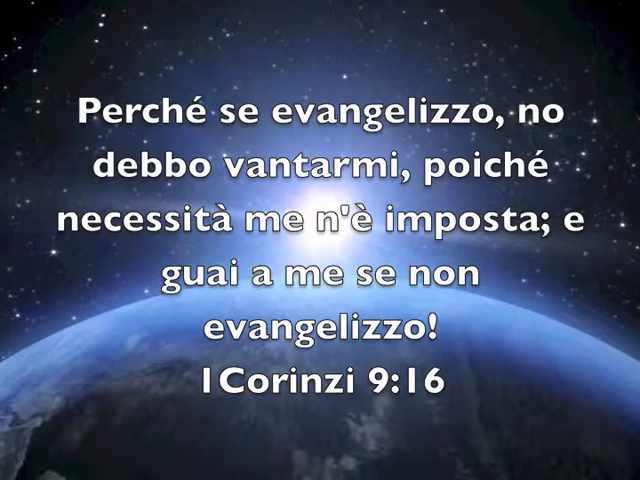 Perché se evangelizzo, no
debbo vantarmi, poiché
necessità me n'è imposta; e
guai a me se non
evangelizzo!
1Corinzi 9:16